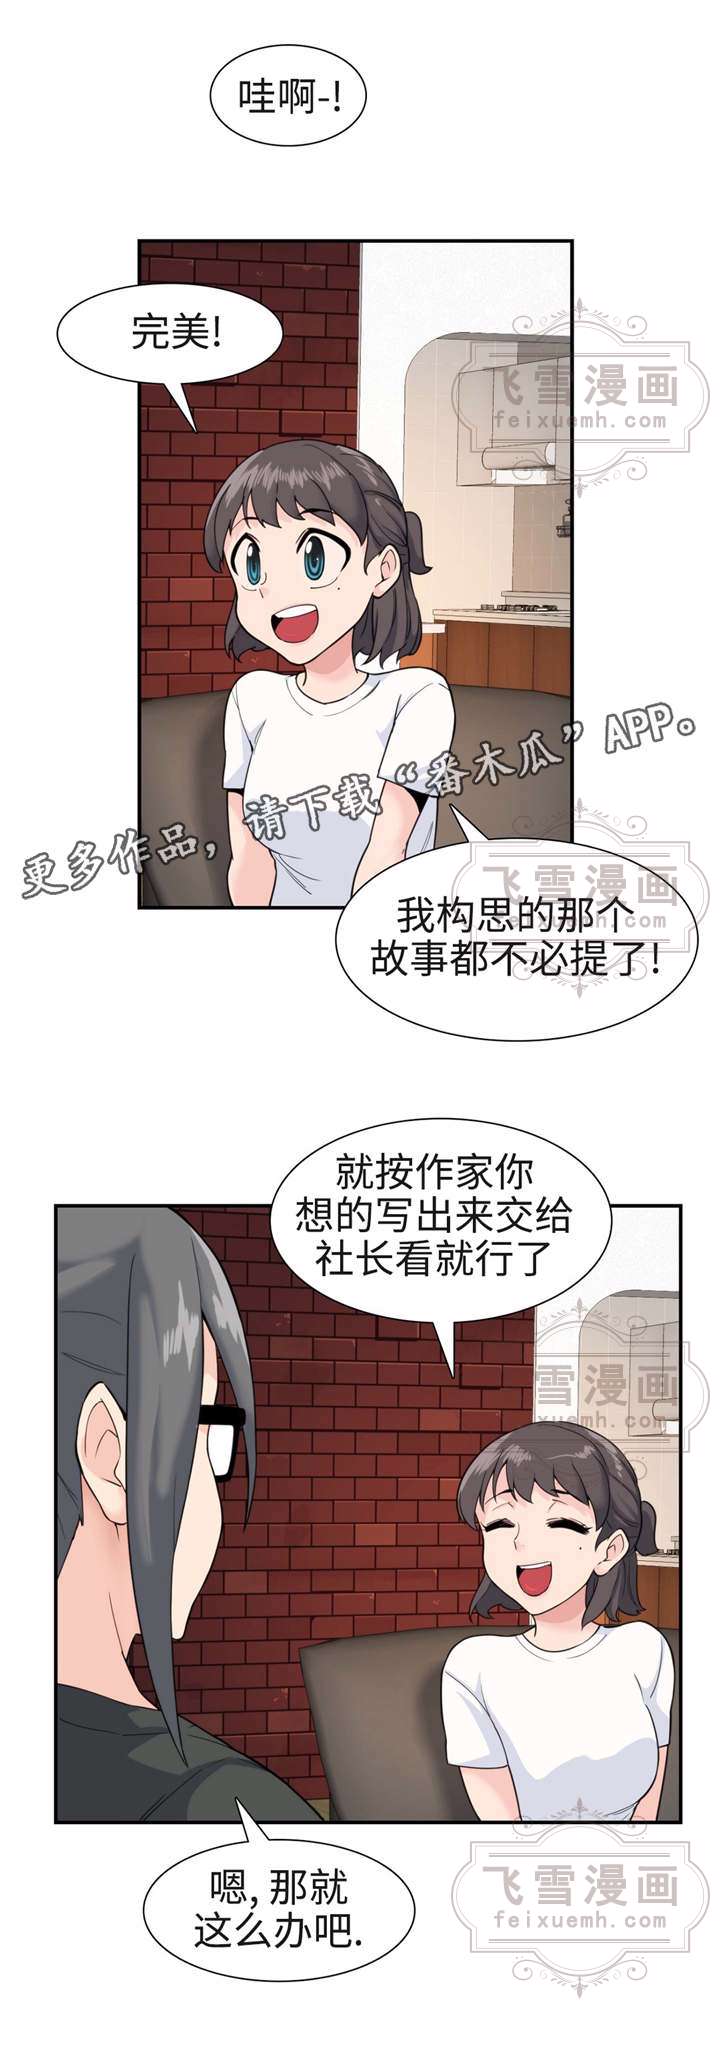 哇啊-!
完美!
飞雪漫画
feixuemh.com
更多作品，请下载“番木瓜”APP。
飞雪漫画
feixuemh.com
我构思的那个
故事都不必提了!
就按作家你
想的写出来交给
社长看就行了
雪漫画
ixuemh.com
嗯, 那就
这么办吧.
飞雪漫画
feixuemh.com